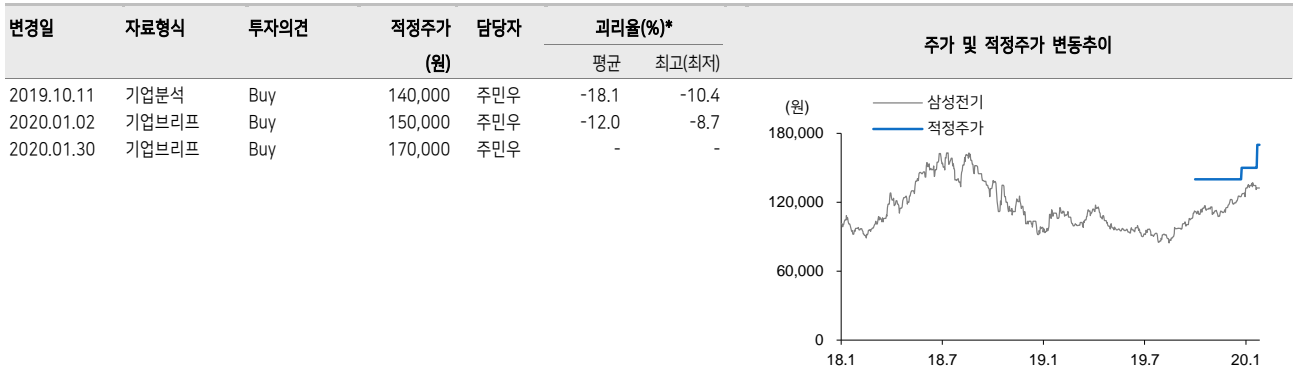 변경일 자료형식 투자의견 적정주가 담당자 괴리율(%)* 주가 및 적정주가 변동추이
(원) 평균 최고(최저)
2019.10.11 기업분석 Buy 140,000 주민우 -18.1 -10.4
2020.01.02 기업브리프 Buy 150,000 주민우 -12.0 -8.7
2020.01.30 기업브리프 Buy 170,000 주민우 - -
(원)
삼성전기
적정주가
180,000
120,000
60,000
0
18.1 18.7 19.1 19.7 20.1